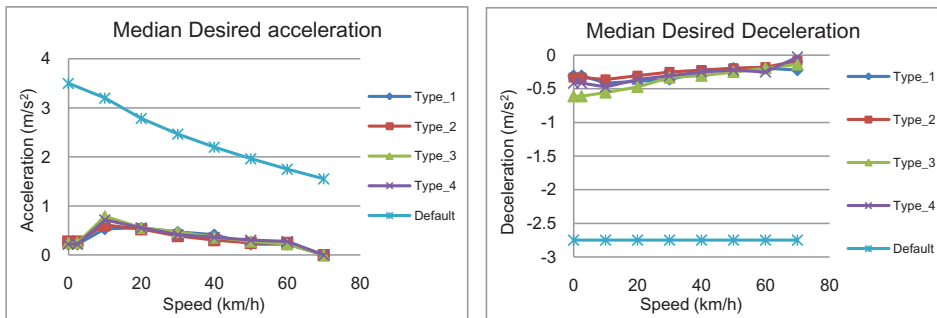 Median Desired acceleration
4
3
2
1
0
Acceleration (m/s²)
0 20 40 60 80
Speed (km/h)
Type_1
Type_2
Type_3
Type_4
Default
Median Desired Deceleration
0
-0.5
-1
-1.5
-2
-2.5
-3
Deceleration (m/s²)
0 20 40 60 80
Speed (km/h)
Type_1
Type_2
Type_3
Type_4
Default